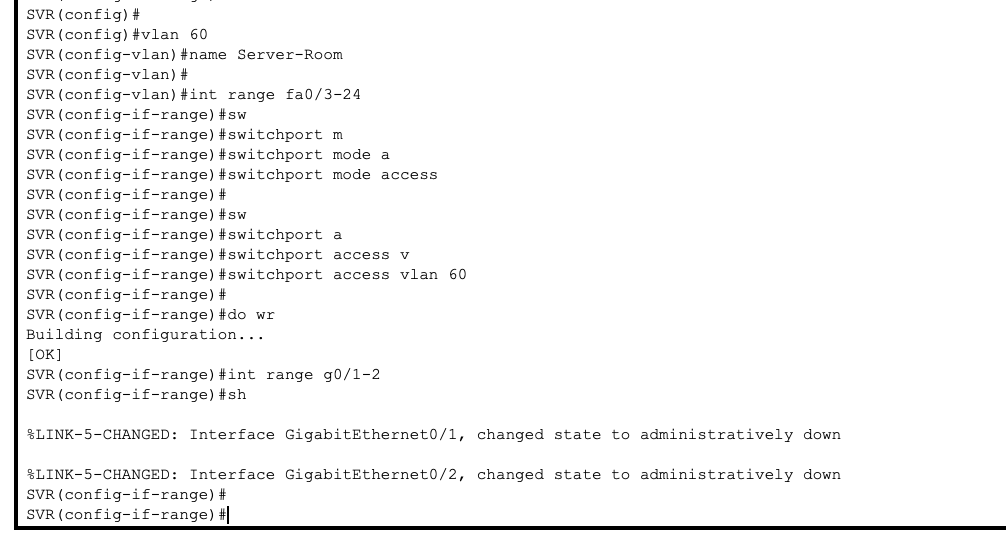 SVR(config)#
SVR(config)#vlan 60
SVR(config-vlan)#name Server-Room
SVR(config-vlan)#
SVR(config-vlan)#int range fa0/3-24
SVR(config-if-range)#sw
SVR(config-if-range)#switchport m
SVR(config-if-range)#switchport mode a
SVR(config-if-range)#switchport mode access
SVR(config-if-range)#
SVR(config-if-range)#sw
SVR(config-if-range)#switchport a
SVR(config-if-range)#switchport access v
SVR(config-if-range)#switchport access vlan 60
SVR(config-if-range)#
SVR(config-if-range)#do wr
Building configuration...
[OK]
SVR(config-if-range)#int range g0/1-2
SVR(config-if-range)#sh
%LINK-5-CHANGED: Interface GigabitEthernet0/1, changed state to administratively down
%LINK-5-CHANGED: Interface GigabitEthernet0/2, changed state to administratively down
SVR(config-if-range)#
SVR(config-if-range)#